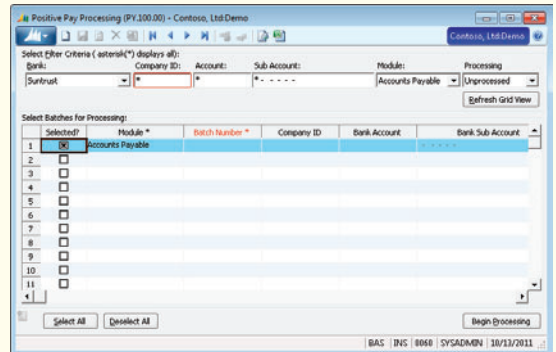 Positive Pay Processing (PY.100.00) - Contoso, Ltd:Demo
Contoso, Ltd:Demo
Select Filter Criteria ( asterisk(*) displays all):
Bank: Company ID: Account: Sub Account: Module: Processing
Suntrust * * * - - - - - Accounts Payable Unprocessed
Refresh Grid View
Select Batches for Processing:
Selected? Module * Batch Number * Company ID Bank Account Bank Sub Account
1 Accounts Payable - - - - -
2
3
4
5
6
7
8
9
10
11
Select All Deselect All Begin Processing
BAS INS 0060 SYSADMIN 10/13/2011